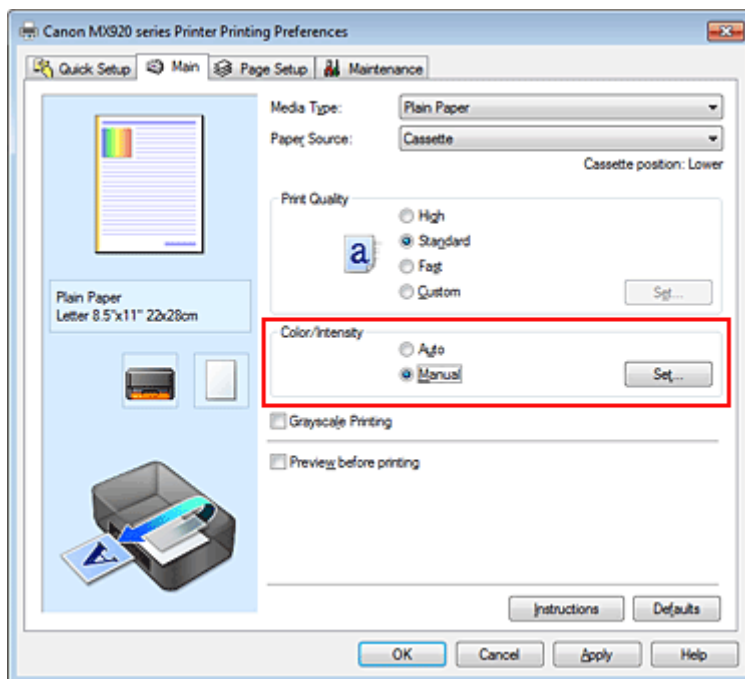 Canon MX920 series Printer Printing Preferences
Quick Setup Main Page Setup Maintenance
Media Type: Plain Paper
Paper Source: Cassette
Cassette position: Lower
Print Quality
High
a Standard
Fast
Custom Set...
Plain Paper
Letter 8.5"x11" 22x28cm
Color/Intensity
Auto
Manual Set...
Grayscale Printing
Preview before printing
A
Instructions Defaults
OK Cancel Apply Help